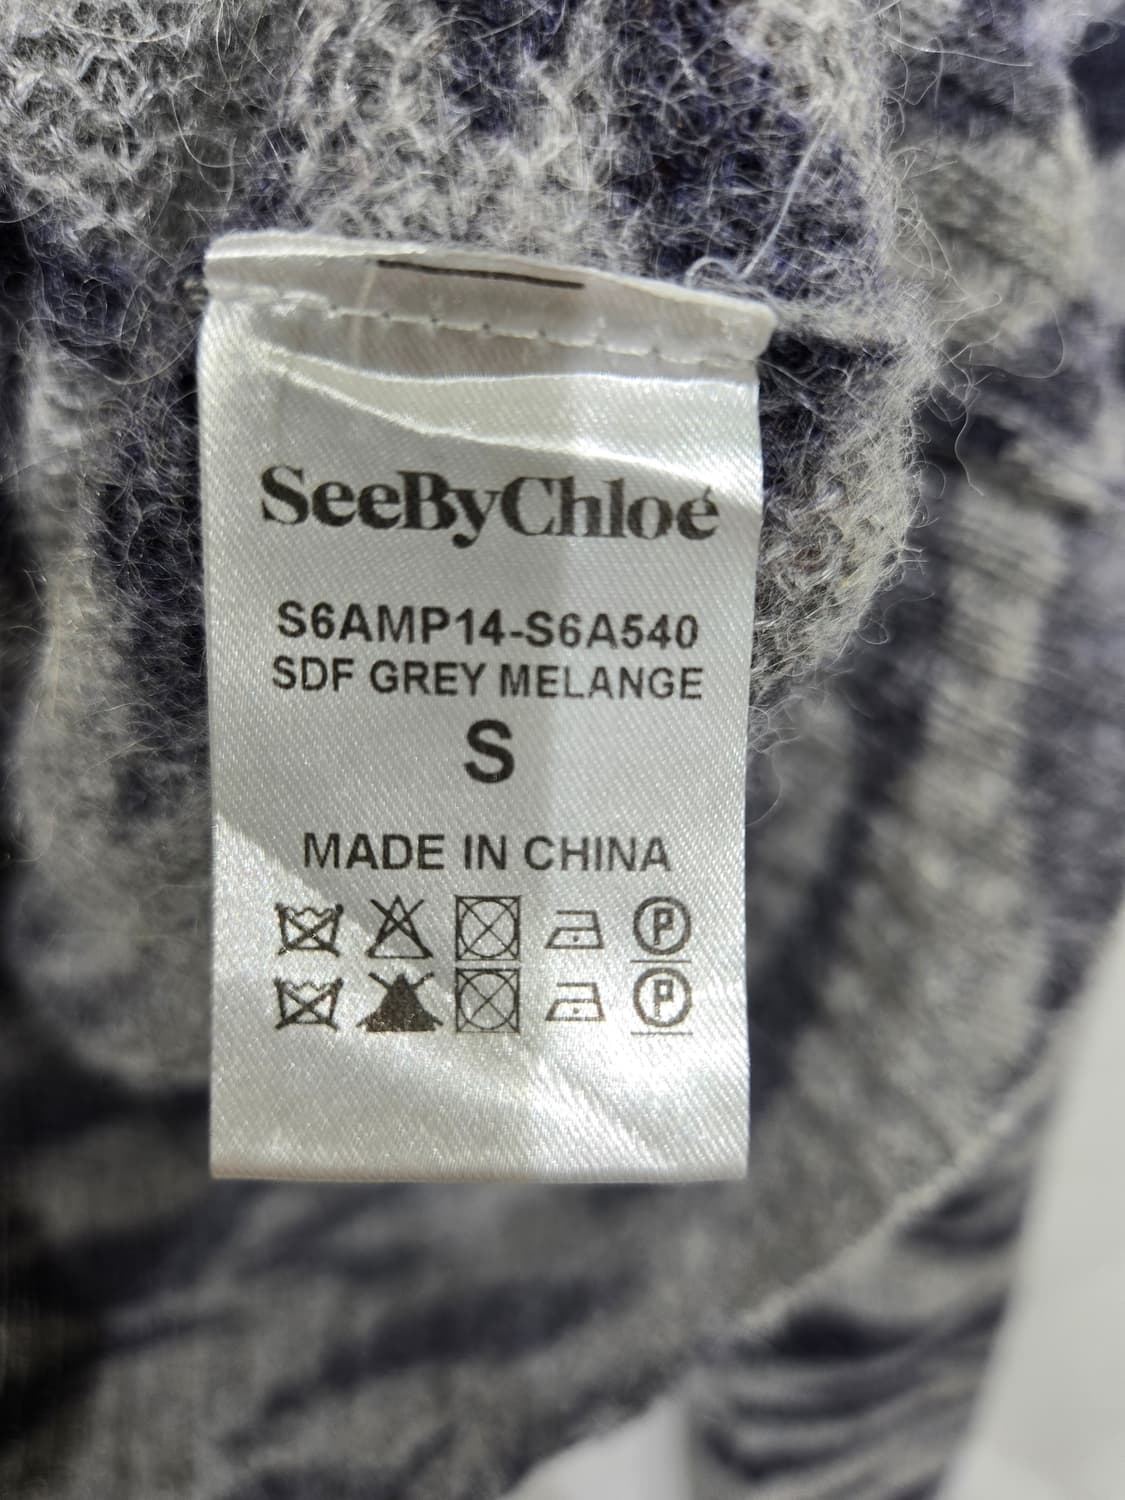 SeeByChloé
S6AMP14-S6A540
SDF GREY MELANGE
S
MADE IN CHINA
P
P